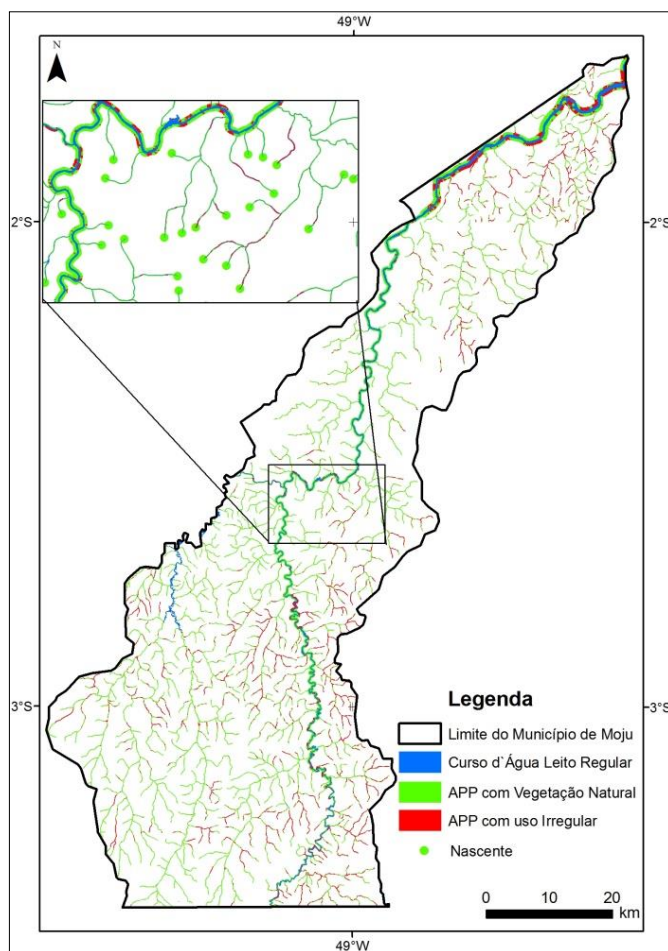 49°W
N
2°S
2°S
3°S
3°S
Legenda
Limite do Município de Moju
Curso d`Água Leito Regular
APP com Vegetação Natural
APP com uso Irregular
Nascente
0 10 20
km
49°W